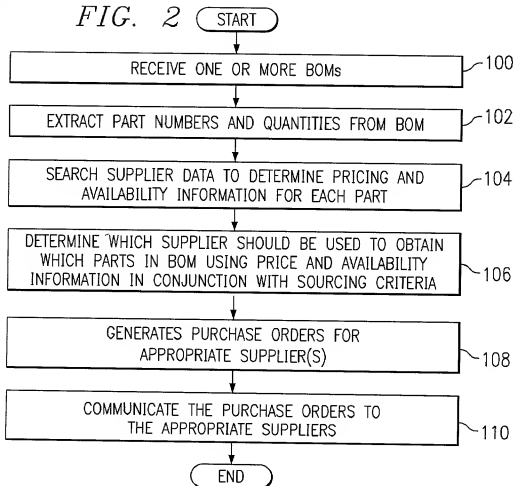 FIG. 2
START
RECEIVE ONE OR MORE BOMs
100
EXTRACT PART NUMBERS AND QUANTITIES FROM BOM
102
SEARCH SUPPLIER DATA TO DETERMINE PRICING AND
AVAILABILITY INFORMATION FOR EACH PART
104
DETERMINE WHICH SUPPLIER SHOULD BE USED TO OBTAIN
WHICH PARTS IN BOM USING PRICE AND AVAILABILITY
INFORMATION IN CONJUNCTION WITH SOURCING CRITERIA
106
GENERATES PURCHASE ORDERS FOR
APPROPRIATE SUPPLIER(S)
108
COMMUNICATE THE PURCHASE ORDERS TO
THE APPROPRIATE SUPPLIERS
110
END